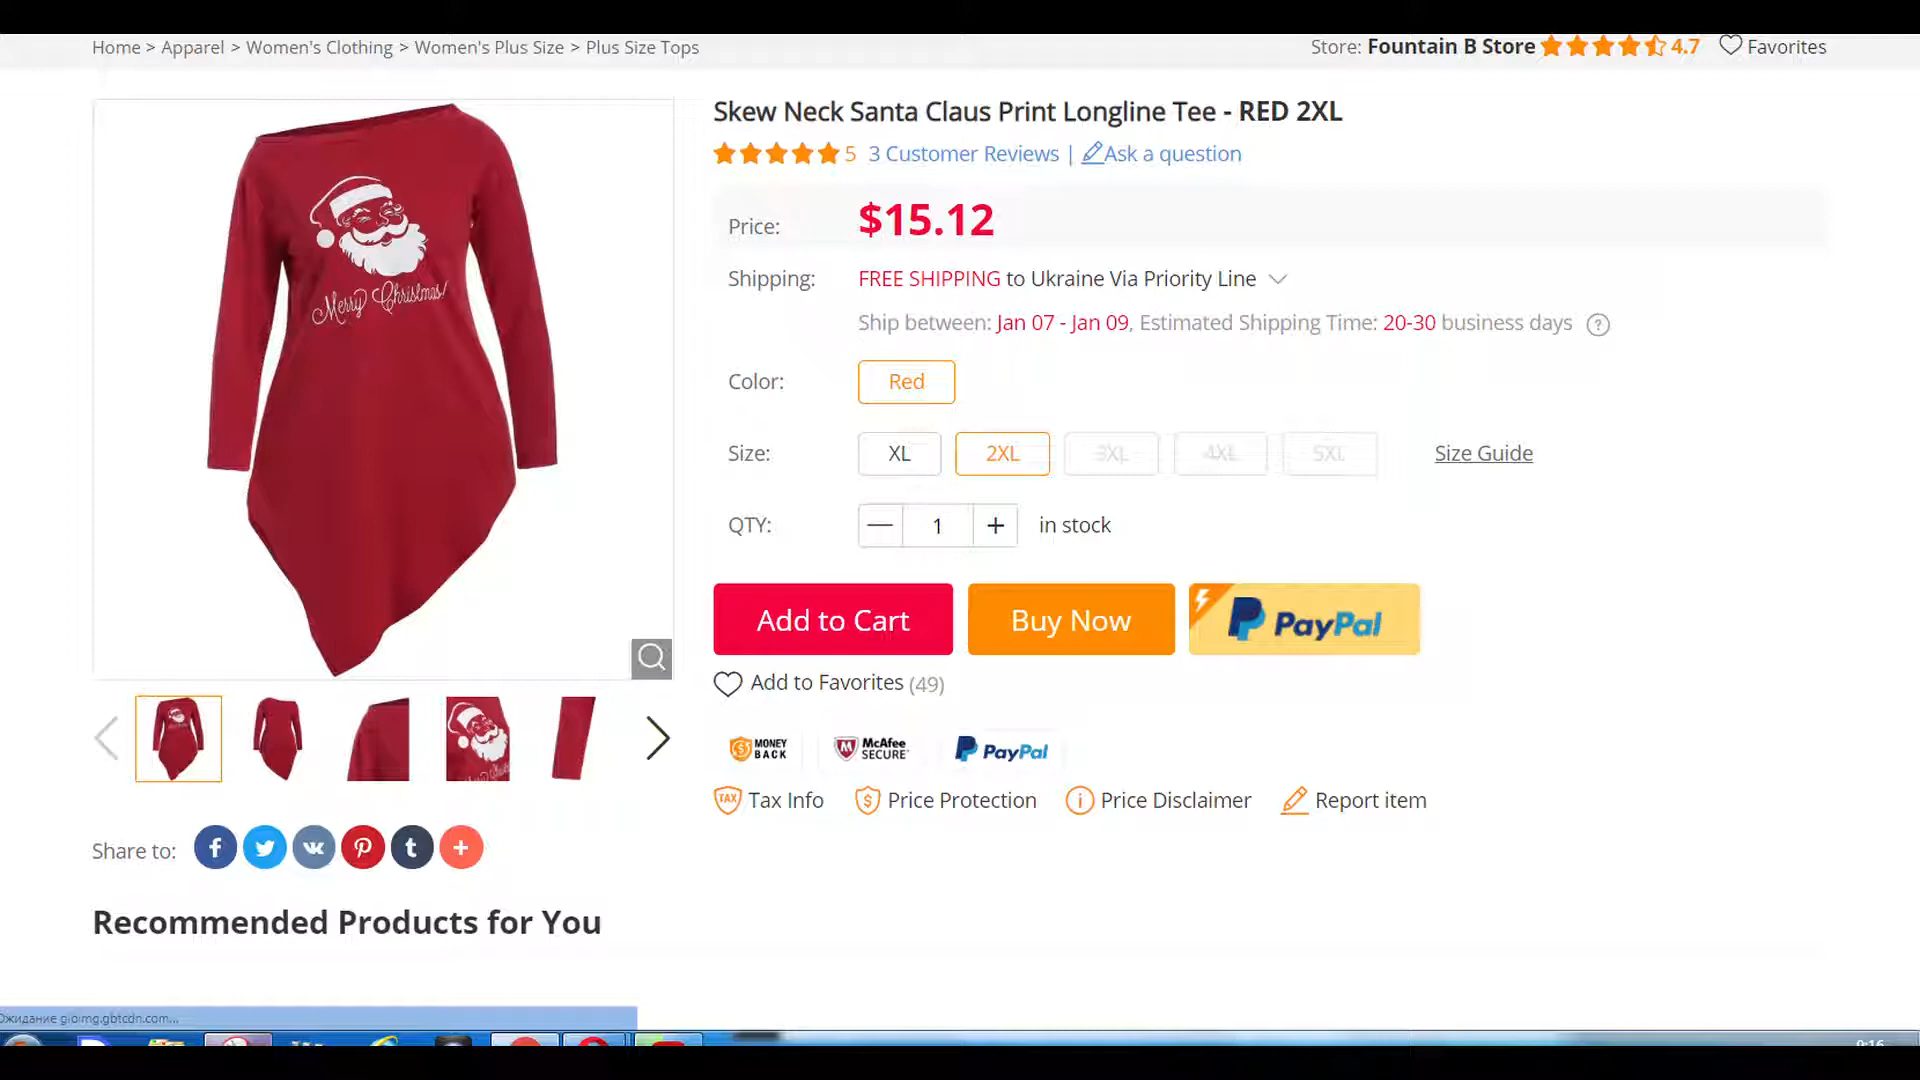 Home > Apparel > Women's Clothing > Women's Plus Size > Plus Size Tops
Store: Fountain B Store 4.7 Favorites
Skew Neck Santa Claus Print Longline Tee - RED 2XL
5 3 Customer Reviews | Ask a question
Price: $15.12
Shipping: FREE SHIPPING to Ukraine Via Priority Line
Ship between: Jan 07 - Jan 09, Estimated Shipping Time: 20-30 business days ?
Color: Red
Size: XL 2XL 3XL 4XL 5XL Size Guide
QTY: — 1 + in stock
Merry Christmas!
Add to Cart Buy Now PayPal
Add to Favorites (49)
MONEY BACK McAfee SECURE PayPal
TAX Tax Info $ Price Protection i Price Disclaimer Report item
Share to:
Recommended Products for You
Ожидание gloimg.gbtcdn.com...
9:16